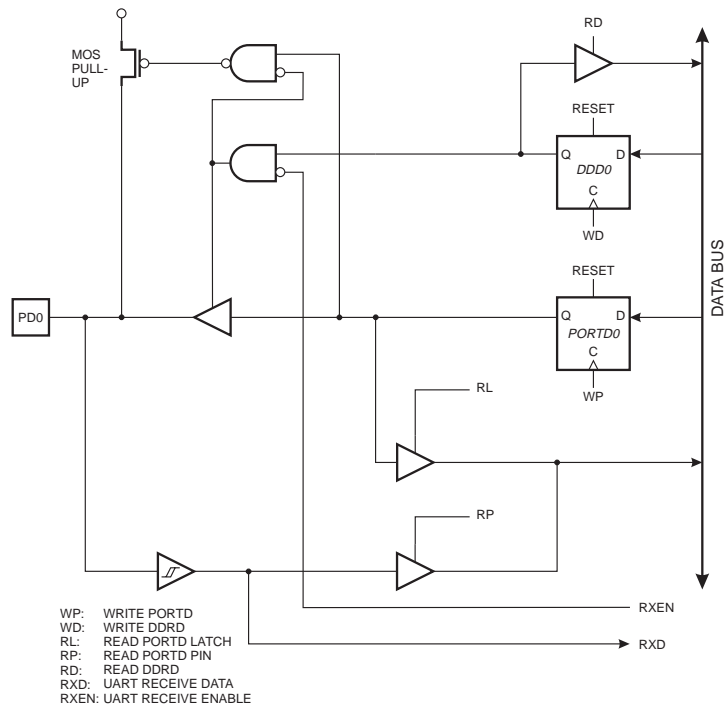 RD
MOS
PULL-
UP
RESET
Q
D
DDD0
C
WD
DATA BUS
RESET
PD0
Q
D
PORTD0
C
WP
RL
RP
RXEN
RXD
WP: WRITE PORTD
WD: WRITE DDRD
RL: READ PORTD LATCH
RP: READ PORTD PIN
RD: READ DDRD
RXD: UART RECEIVE DATA
RXEN: UART RECEIVE ENABLE